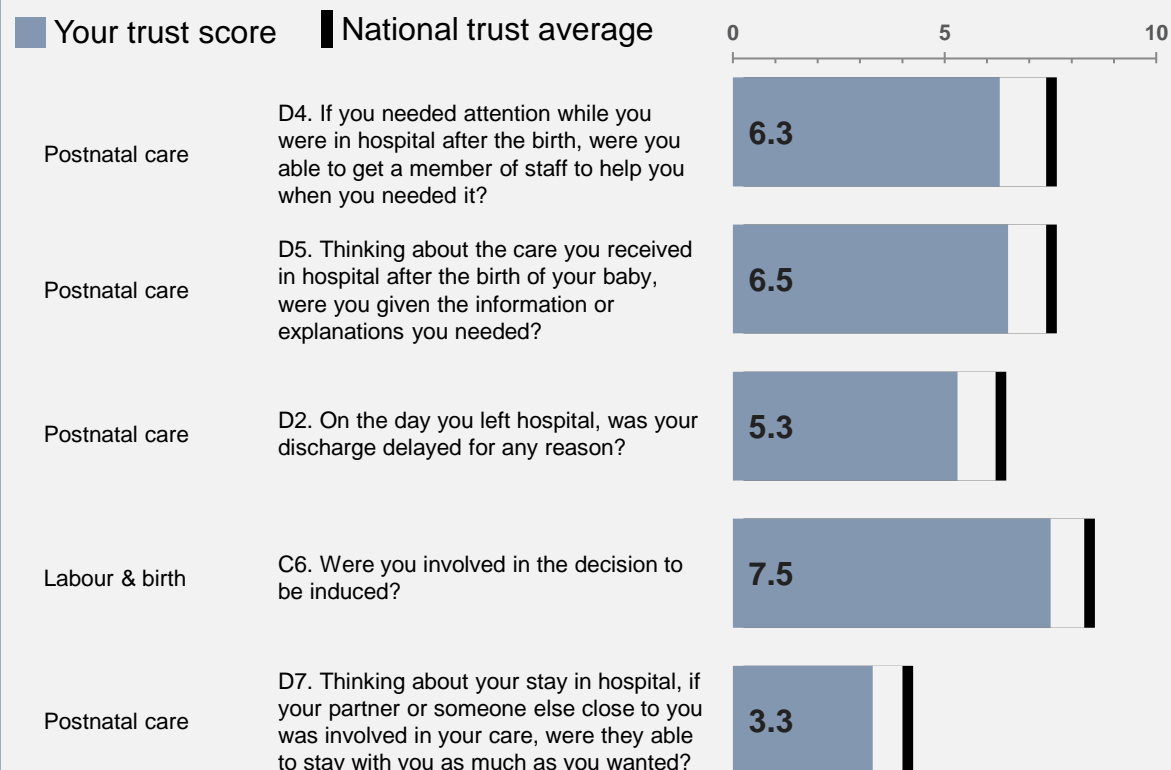 Your trust score
National trust average
0 5 10
Postnatal care
D4. If you needed attention while you
were in hospital after the birth, were you
able to get a member of staff to help you
when you needed it?
6.3
Postnatal care
D5. Thinking about the care you received
in hospital after the birth of your baby,
were you given the information or
explanations you needed?
6.5
Postnatal care
D2. On the day you left hospital, was your
discharge delayed for any reason?
5.3
Labour & birth
C6. Were you involved in the decision to
be induced?
7.5
Postnatal care
D7. Thinking about your stay in hospital, if
your partner or someone else close to you
was involved in your care, were they able
to stay with you as much as you wanted?
3.3